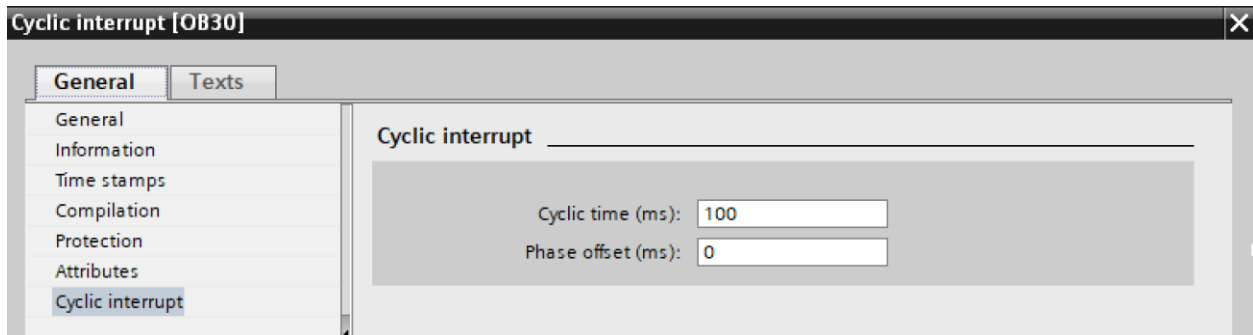 Cyclic interrupt [OB30]
General Texts
General
Information
Time stamps
Compilation
Protection
Attributes
Cyclic interrupt
Cyclic interrupt
Cyclic time (ms): 100
Phase offset (ms): 0